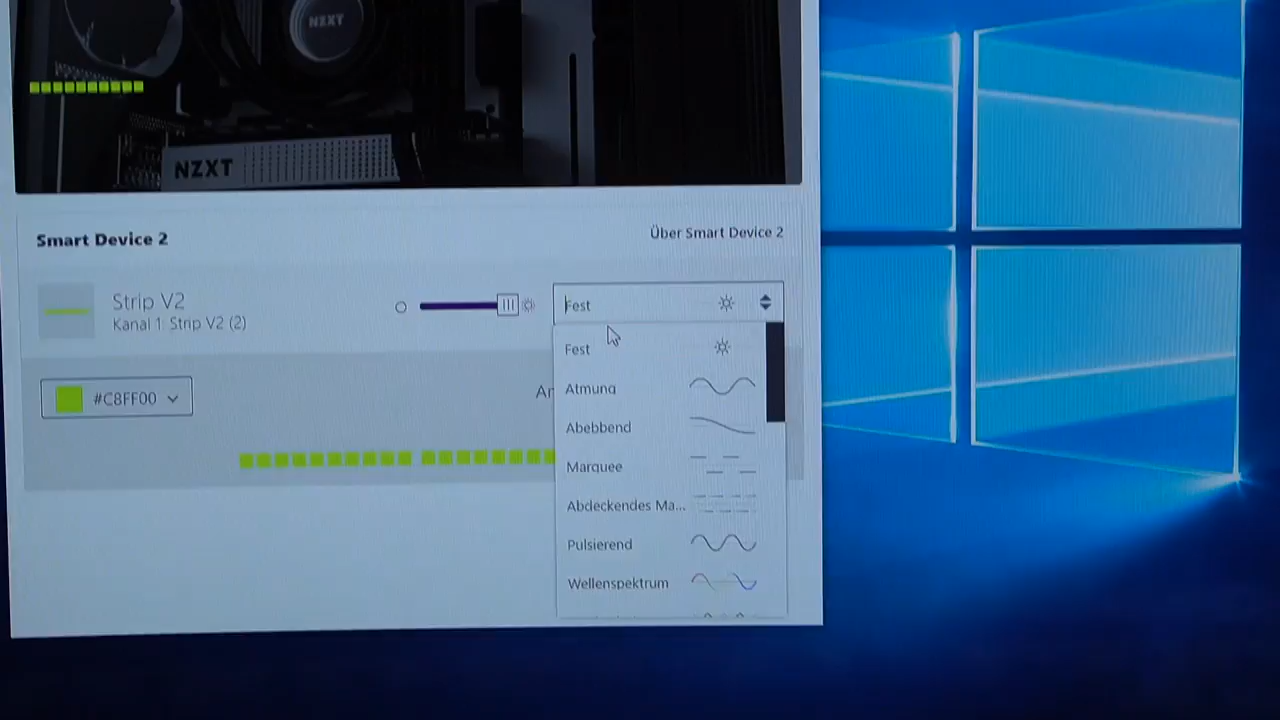 NZXT
NZXT
Smart Device 2
Über Smart Device 2
Strip V2
Kanal 1: Strip V2 (2)
Fest
#C8FF00
Fest
Atmung
Abebbend
Marquee
Abdeckendes Ma...
Pulsierend
Wellenspektrum